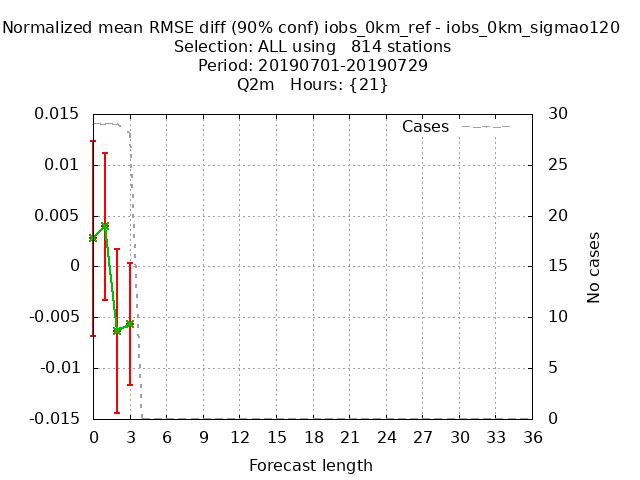 Normalized mean RMSE diff (90% conf) iobs_0km_ref - iobs_0km_sigmao120
Selection: ALL using   814 stations
Period: 20190701-20190729
Q2m   Hours: {21}
Cases
0.015
0.01
0.005
0
-0.005
-0.01
-0.015
30
25
20
15
10
5
0
No cases
0 3 6 9 12 15 18 21 24 27 30 33 36
Forecast length